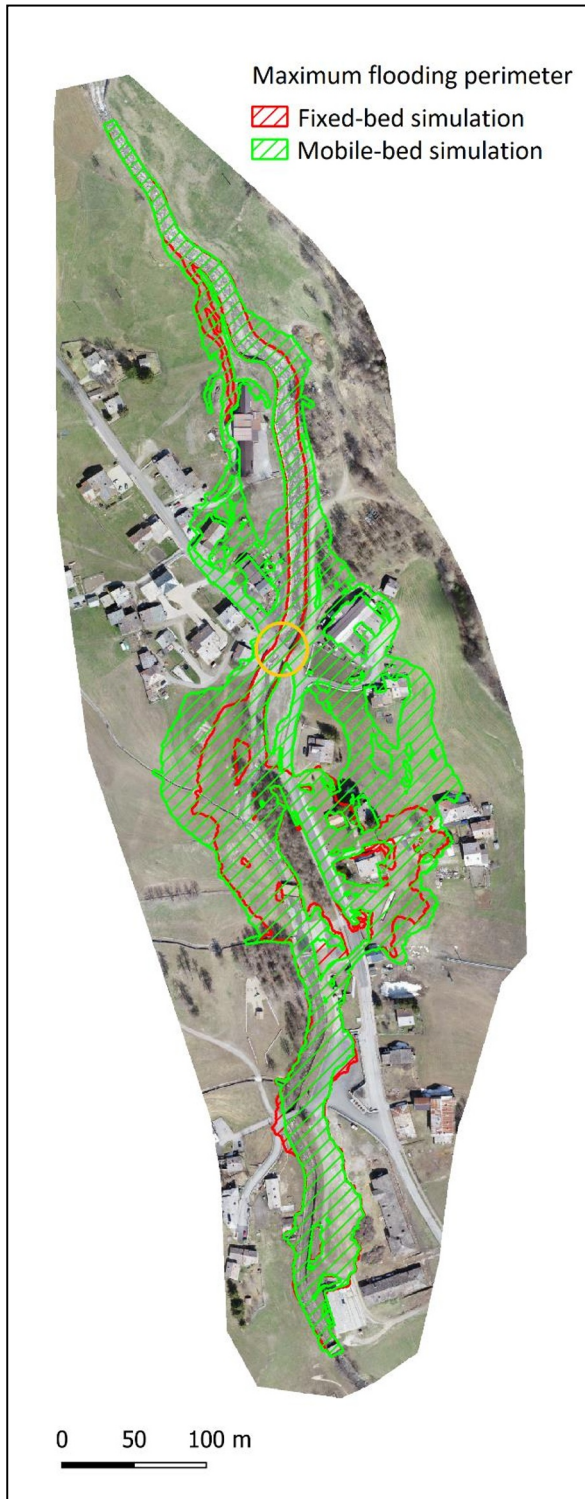 Maximum flooding perimeter
Fixed-bed simulation
Mobile-bed simulation
0 50 100 m